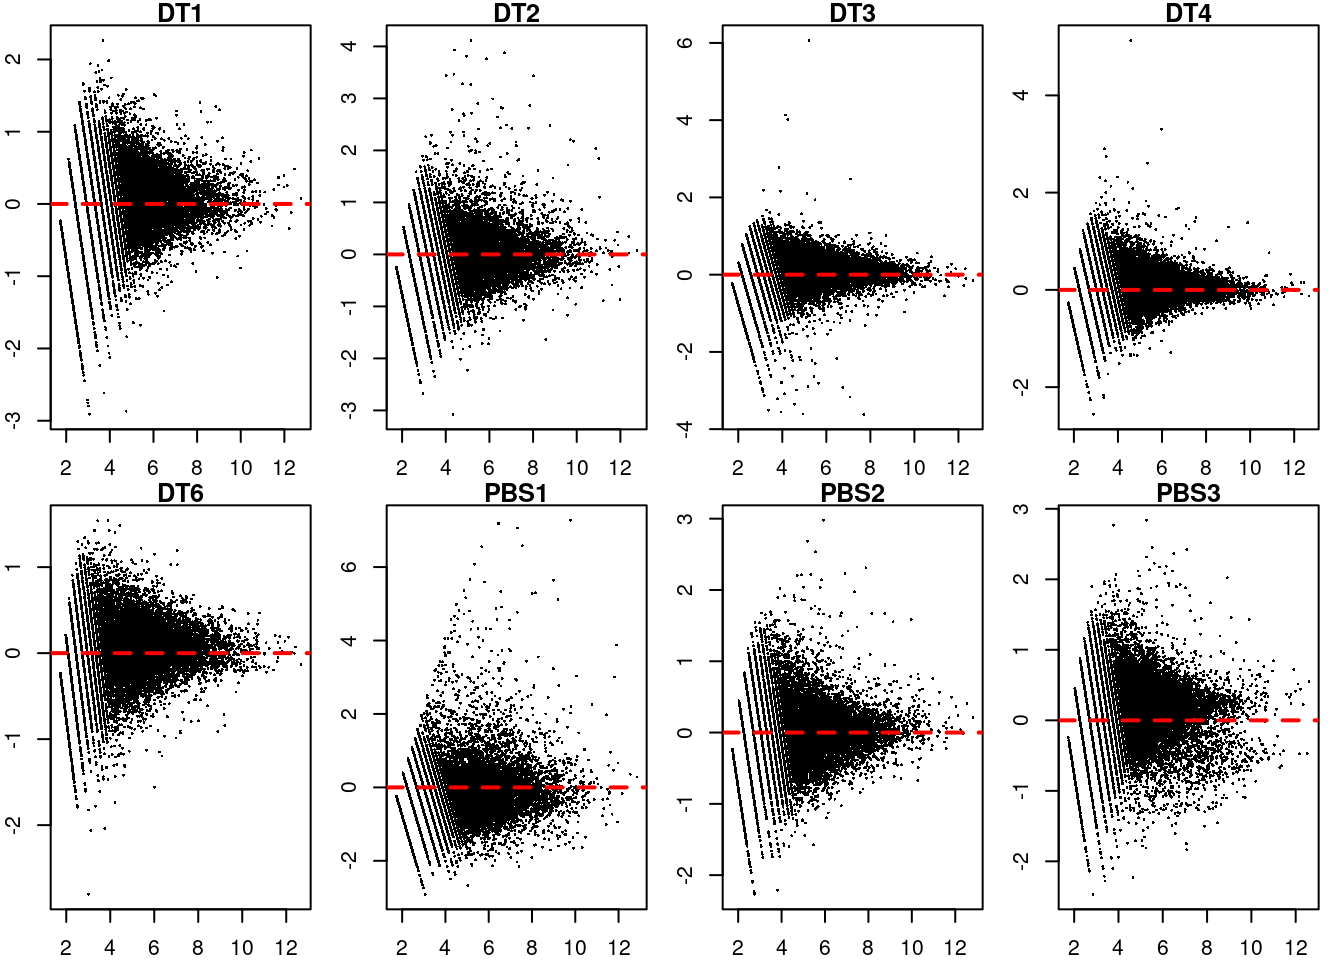 DT1 DT2 DT3 DT4
2 1 0 -1 -2 -3
4 3 2 1 0 -1 -2 -3
6 4 2 0 -2 -4
4 2 0 -2
2 4 6 8 10 12 2 4 6 8 10 12 2 4 6 8 10 12 2 4 6 8 10 12
DT6 PBS1 PBS2 PBS3
1 0 -1 -2
6 4 2 0 -2
3 2 1 0 -1 -2
3 2 1 0 -1 -2
2 4 6 8 10 12 2 4 6 8 10 12 2 4 6 8 10 12 2 4 6 8 10 12